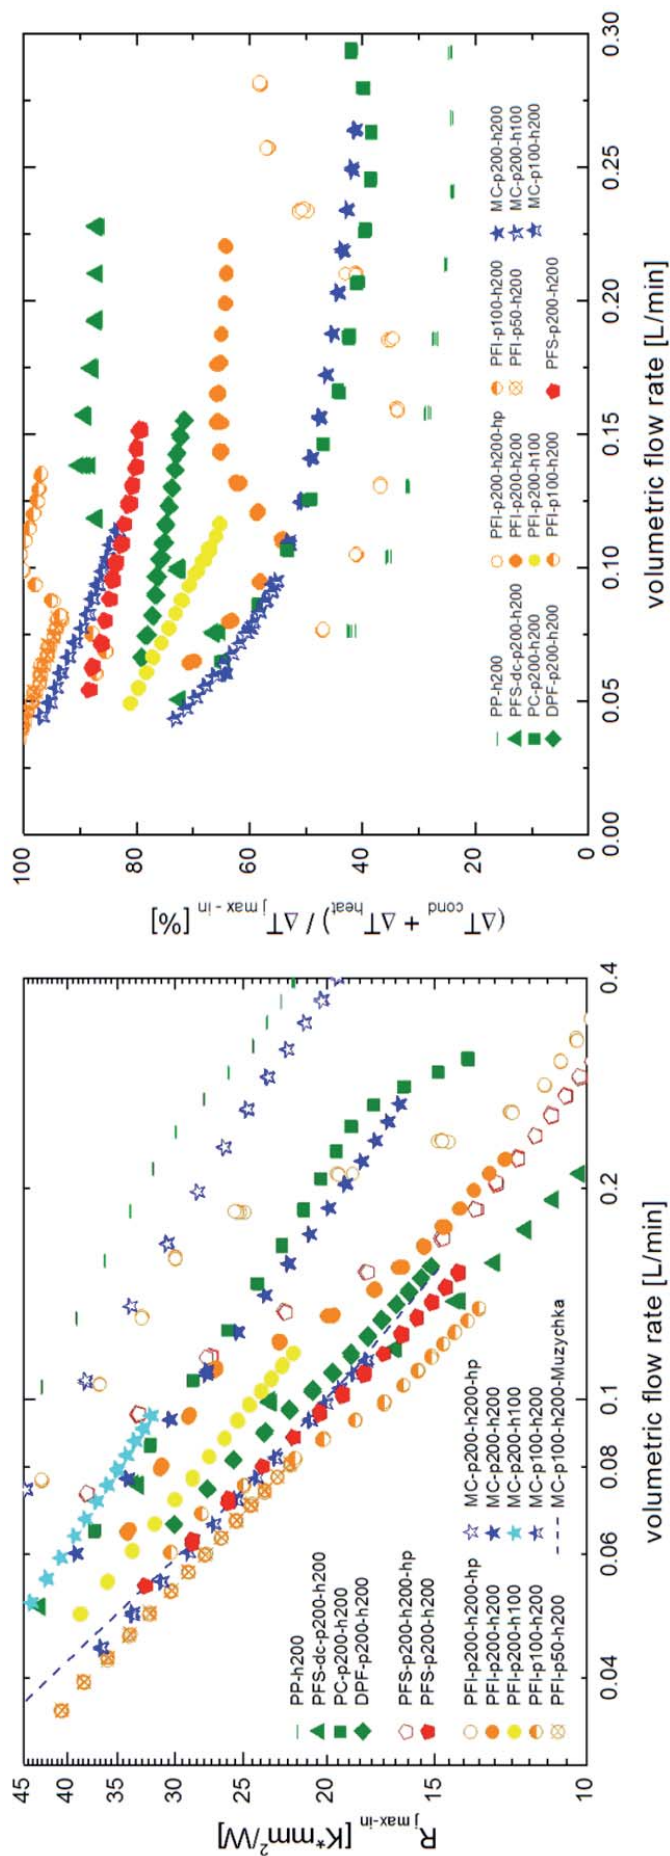 R j max-in [K*mm²/W]
45
40
35
30
25
20
15
10
0.04
0.06
0.08
0.1
0.2
0.4
volumetric flow rate [L/min]
PP-h200
PFS-dc-p200-h200
PC-p200-h200
DPF-p200-h200
PFS-p200-h200-hp
PFS-p200-h200
PFI-p200-h200-hp
PFI-p200-h200
PFI-p200-h100
PFI-p100-h200
PFI-p50-h200
MC-p200-h200-hp
MC-p200-h200
MC-p200-h100
MC-p100-h200
MC-p100-h200-Muzychka
(ΔT cond + ΔT heat) / ΔT j max-in [%]
100
80
60
40
20
0
0.00
0.05
0.10
0.15
0.20
0.25
0.30
volumetric flow rate [L/min]
PP-h200
PFS-dc-p200-h200
PC-p200-h200
DPF-p200-h200
PFI-p200-h200-hp
PFI-p200-h200
PFI-p200-h100
PFI-p100-h200
PFI-p100-h200
PFI-p50-h200
PFS-p200-h200
MC-p200-h200
MC-p200-h100
MC-p100-h200